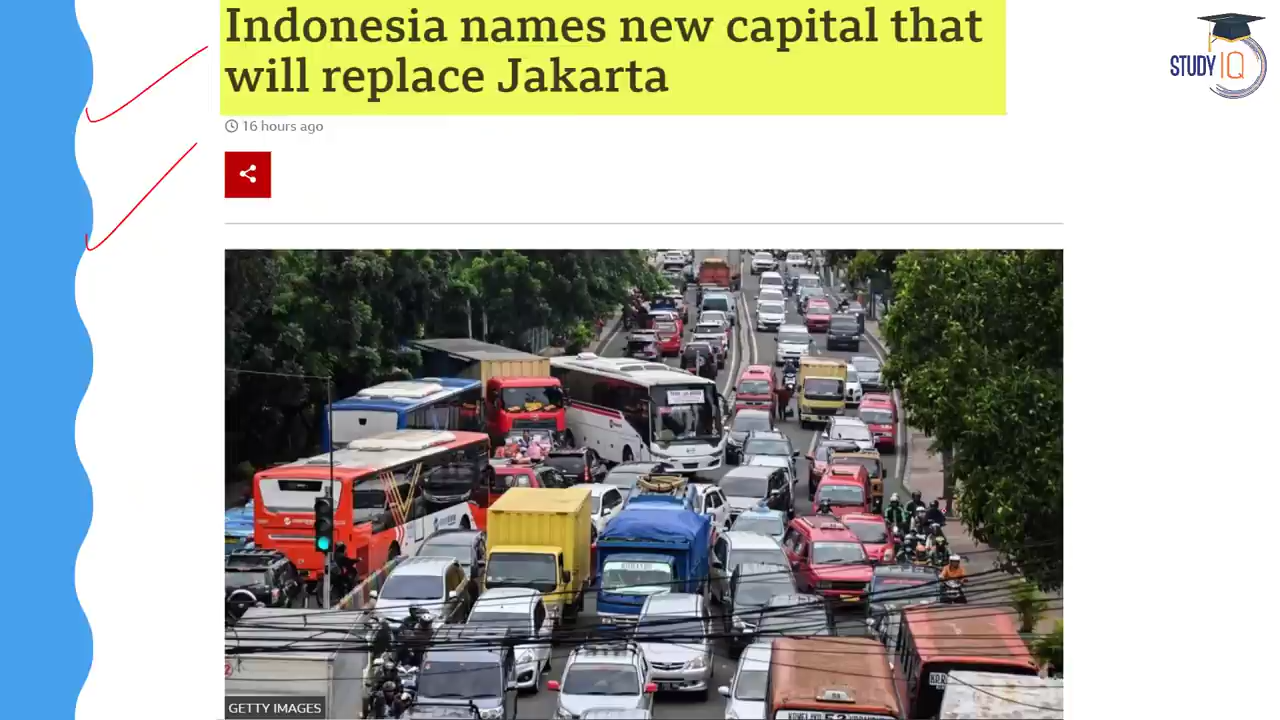 Indonesia names new capital that
will replace Jakarta
16 hours ago
STUDY IQ
GETTY IMAGES